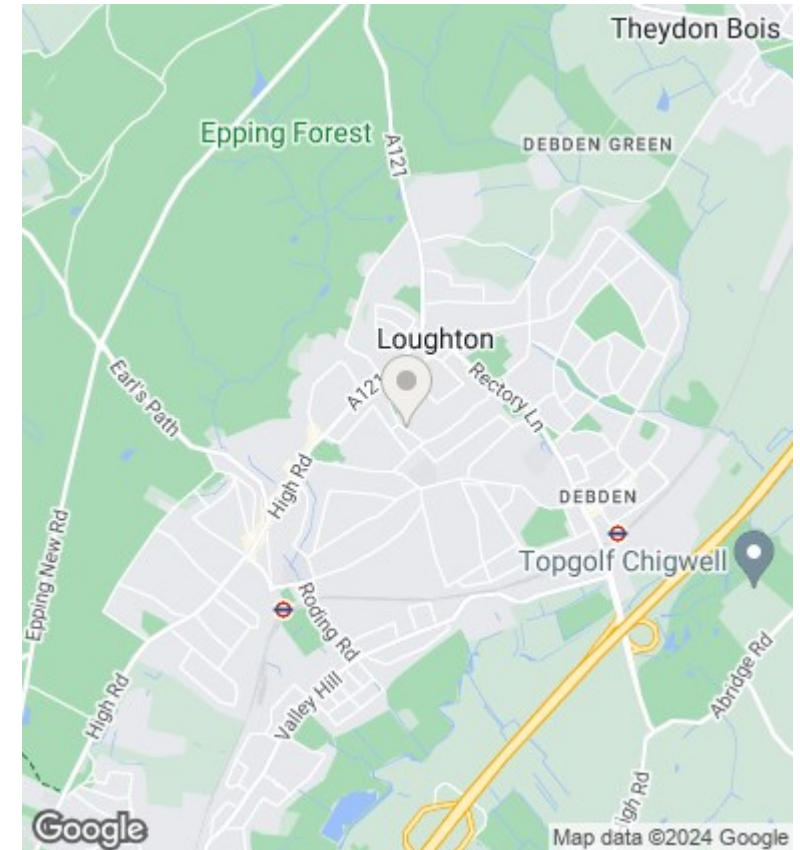 Theydon Bois
Epping Forest
A121
DEBDEN GREEN
Loughton
A121
Rectory Ln
Earl's Path
High Rd
DEBDEN
Topgolf Chigwell
Epping New Rd
Roding Rd
Abridge Rd
Valley Hill
High Rd
High Rd
Google
Map data ©2024 Google